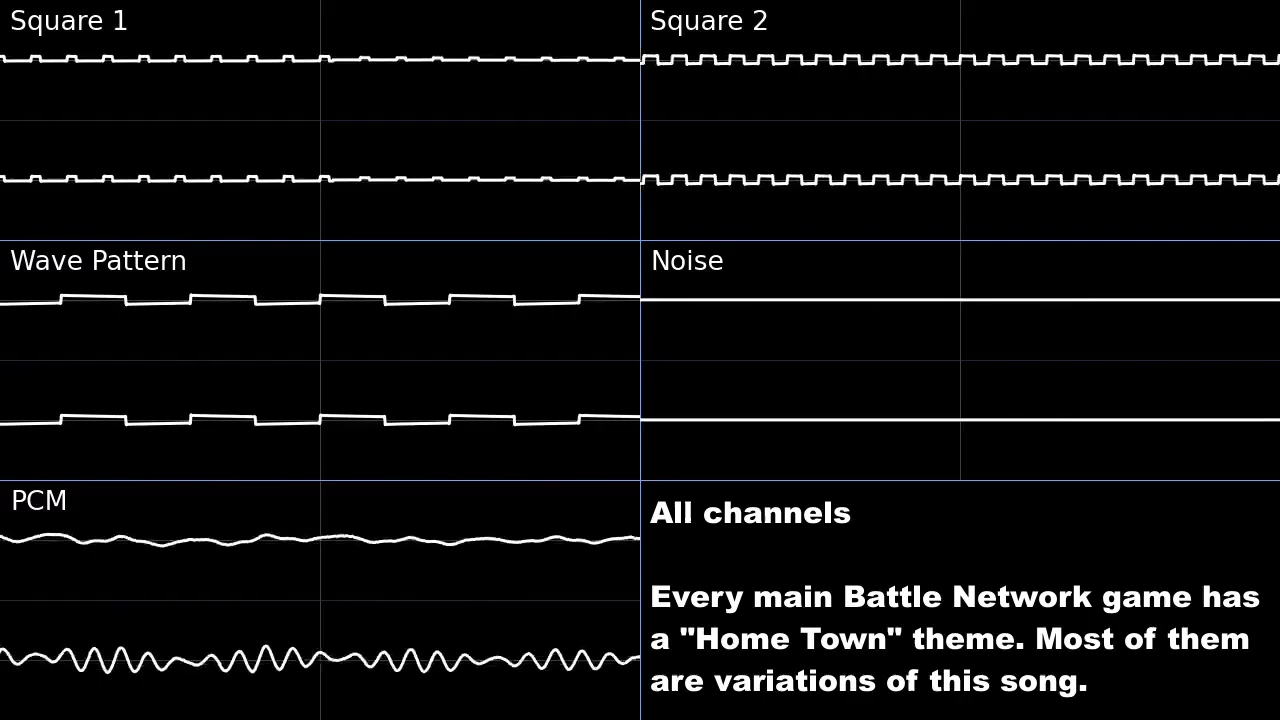 Square 1
Square 2
Wave Pattern
Noise
PCM
All channels
Every main Battle Network game has
a "Home Town" theme. Most of them
are variations of this song.